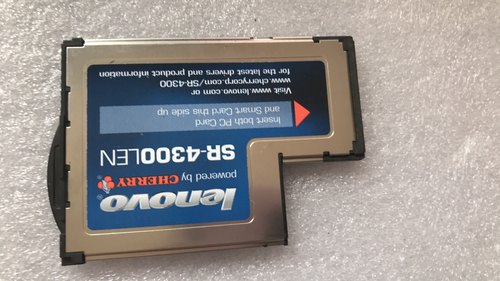 lenovo
powered by CHERRY
SR-4300LEN
Insert both PC Card
and Smart Card this side up
Visit www.lenovo.com or
www.cherrycorp.com/SR-4300
for the latest drivers and product information